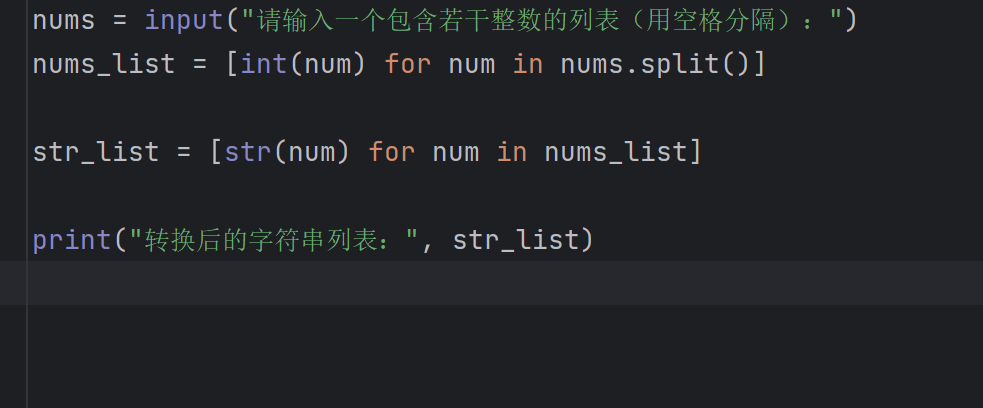 nums = input("请输入一个包含若干整数的列表（用空格分隔）：")
nums_list = [int(num) for num in nums.split()]
str_list = [str(num) for num in nums_list]
print("转换后的字符串列表：", str_list)